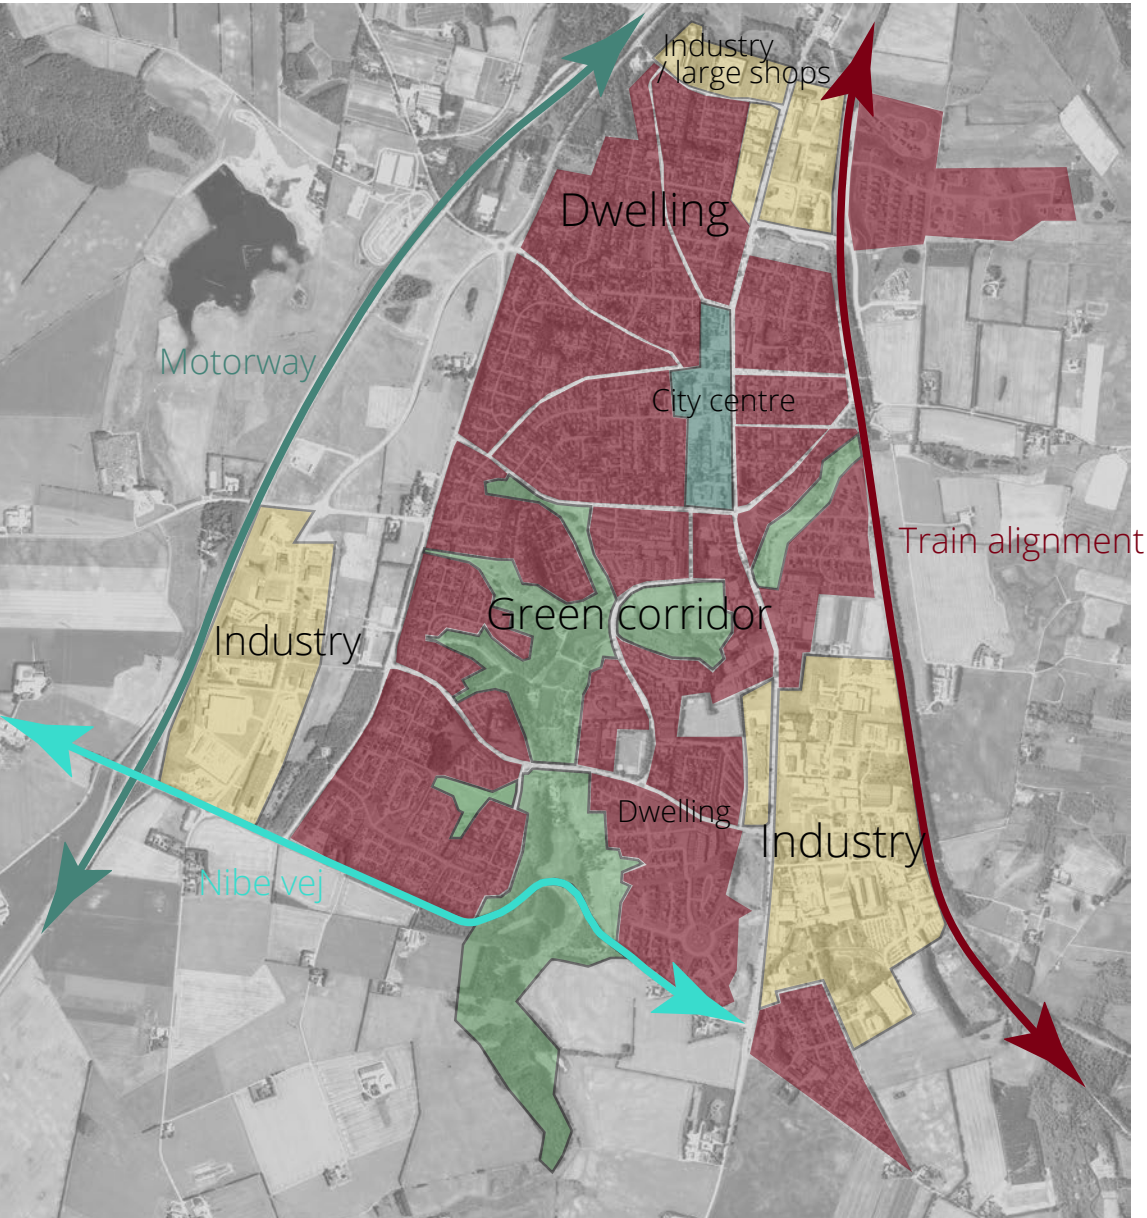 Industry
/ large shops
Dwelling
Motorway
City centre
Train alignment
Green corridor
Industry
Dwelling
Industry
Nibe vej